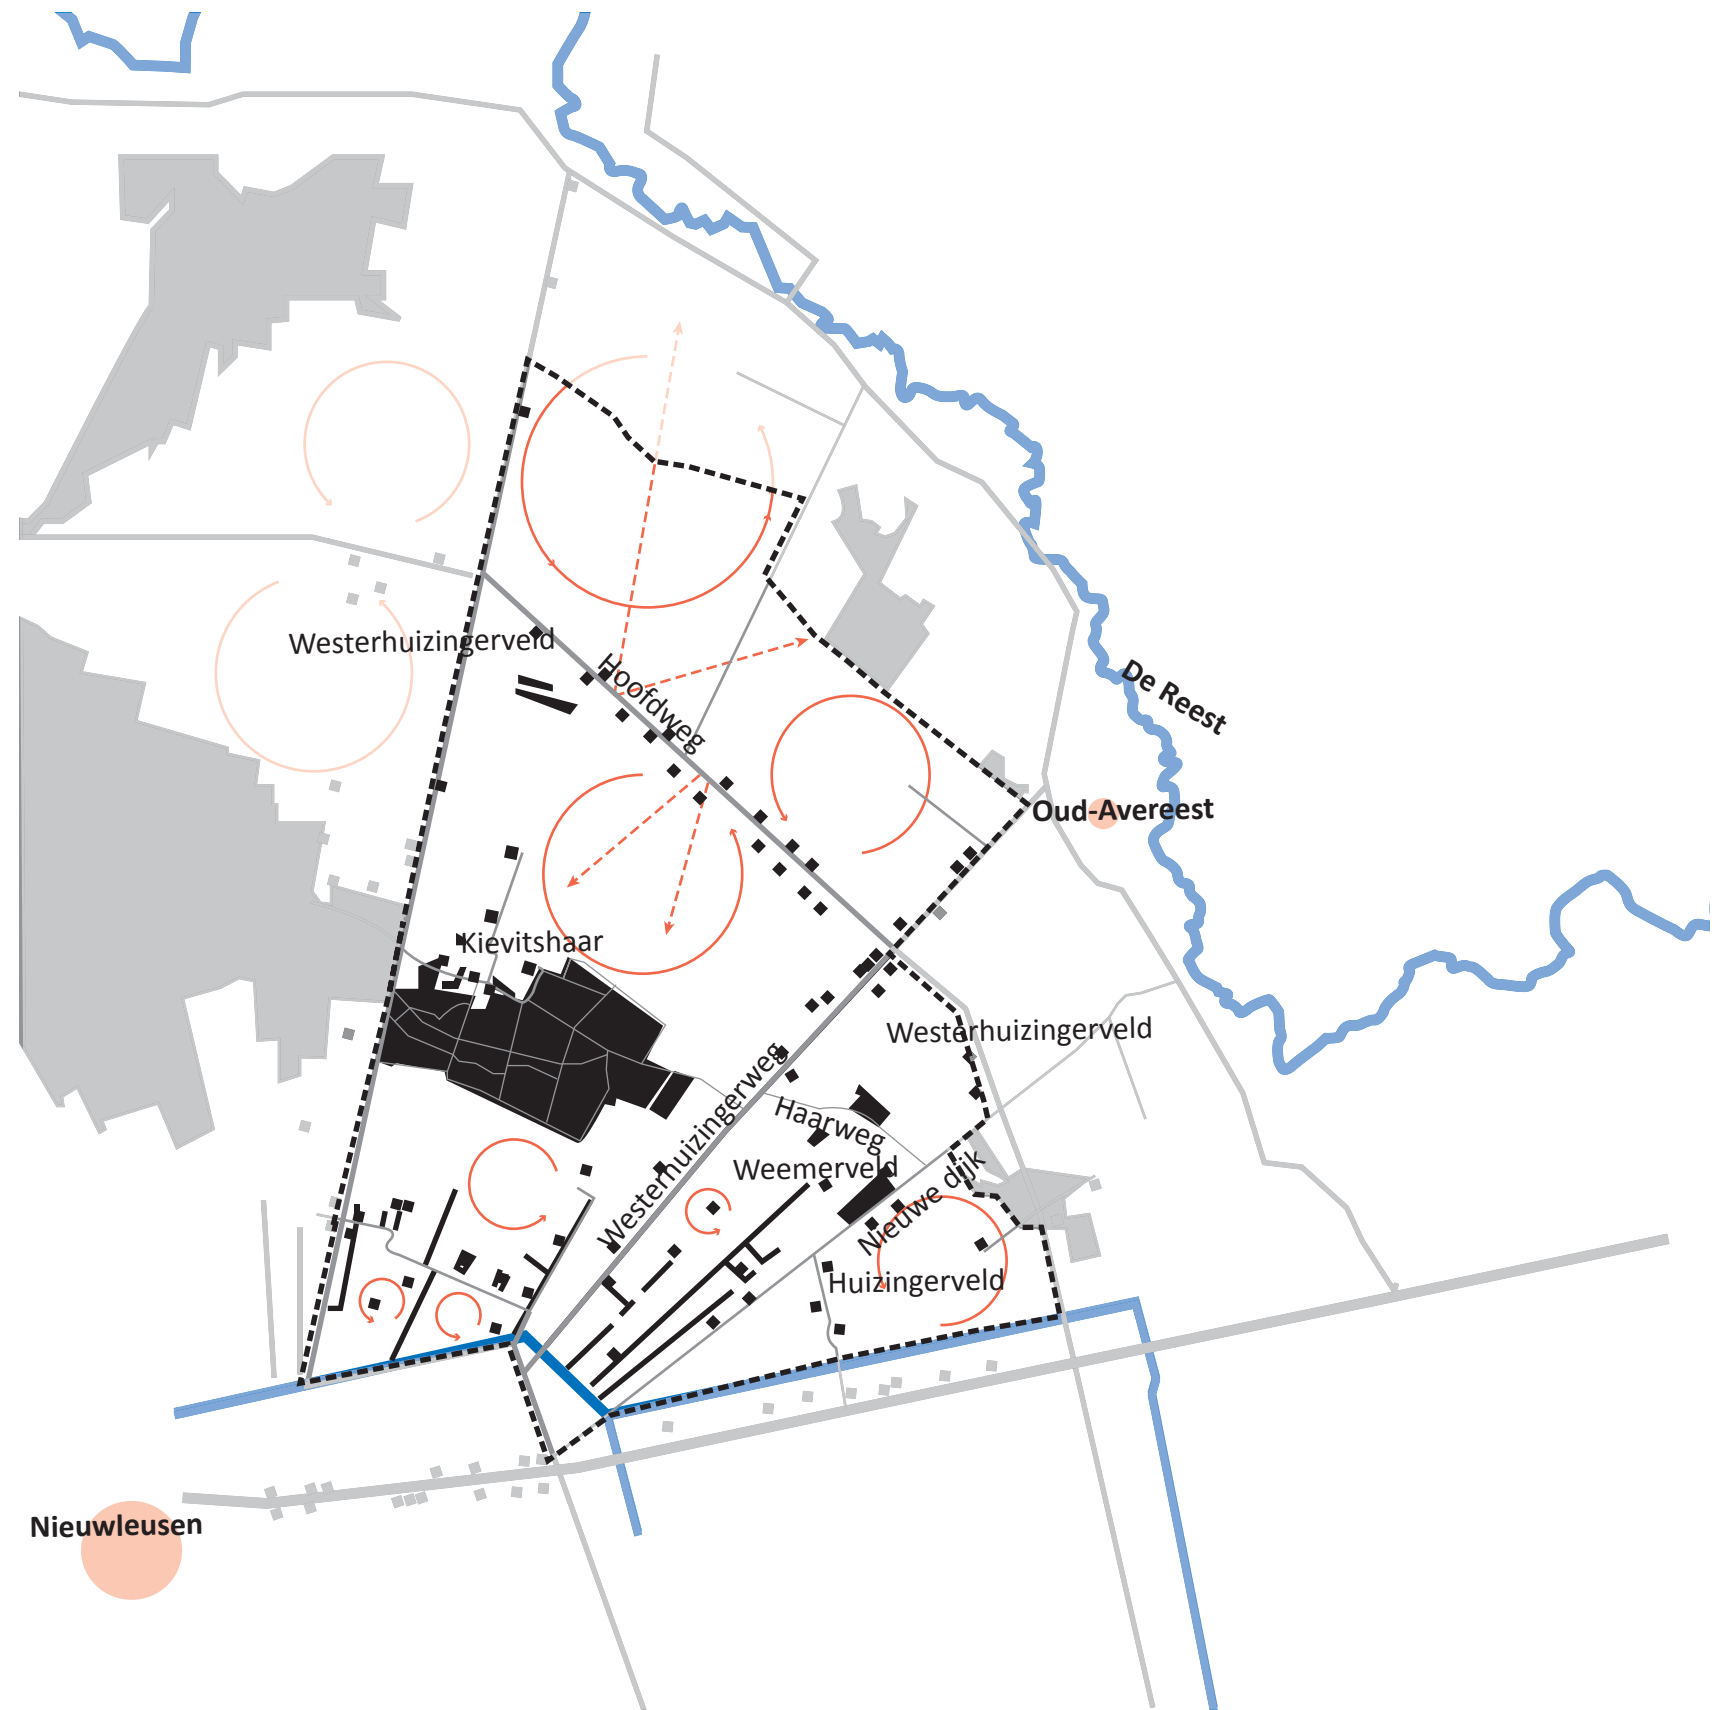 Westerhuizingerveld
Hoofdweg
De Reest
Oud-Avereest
Kievitshaar
Westerhuizingerveld
Westerhuizingerweg
Haarweg
Weemerveld
Nieuwe dijk
Huizingerveld
Nieuwleusen